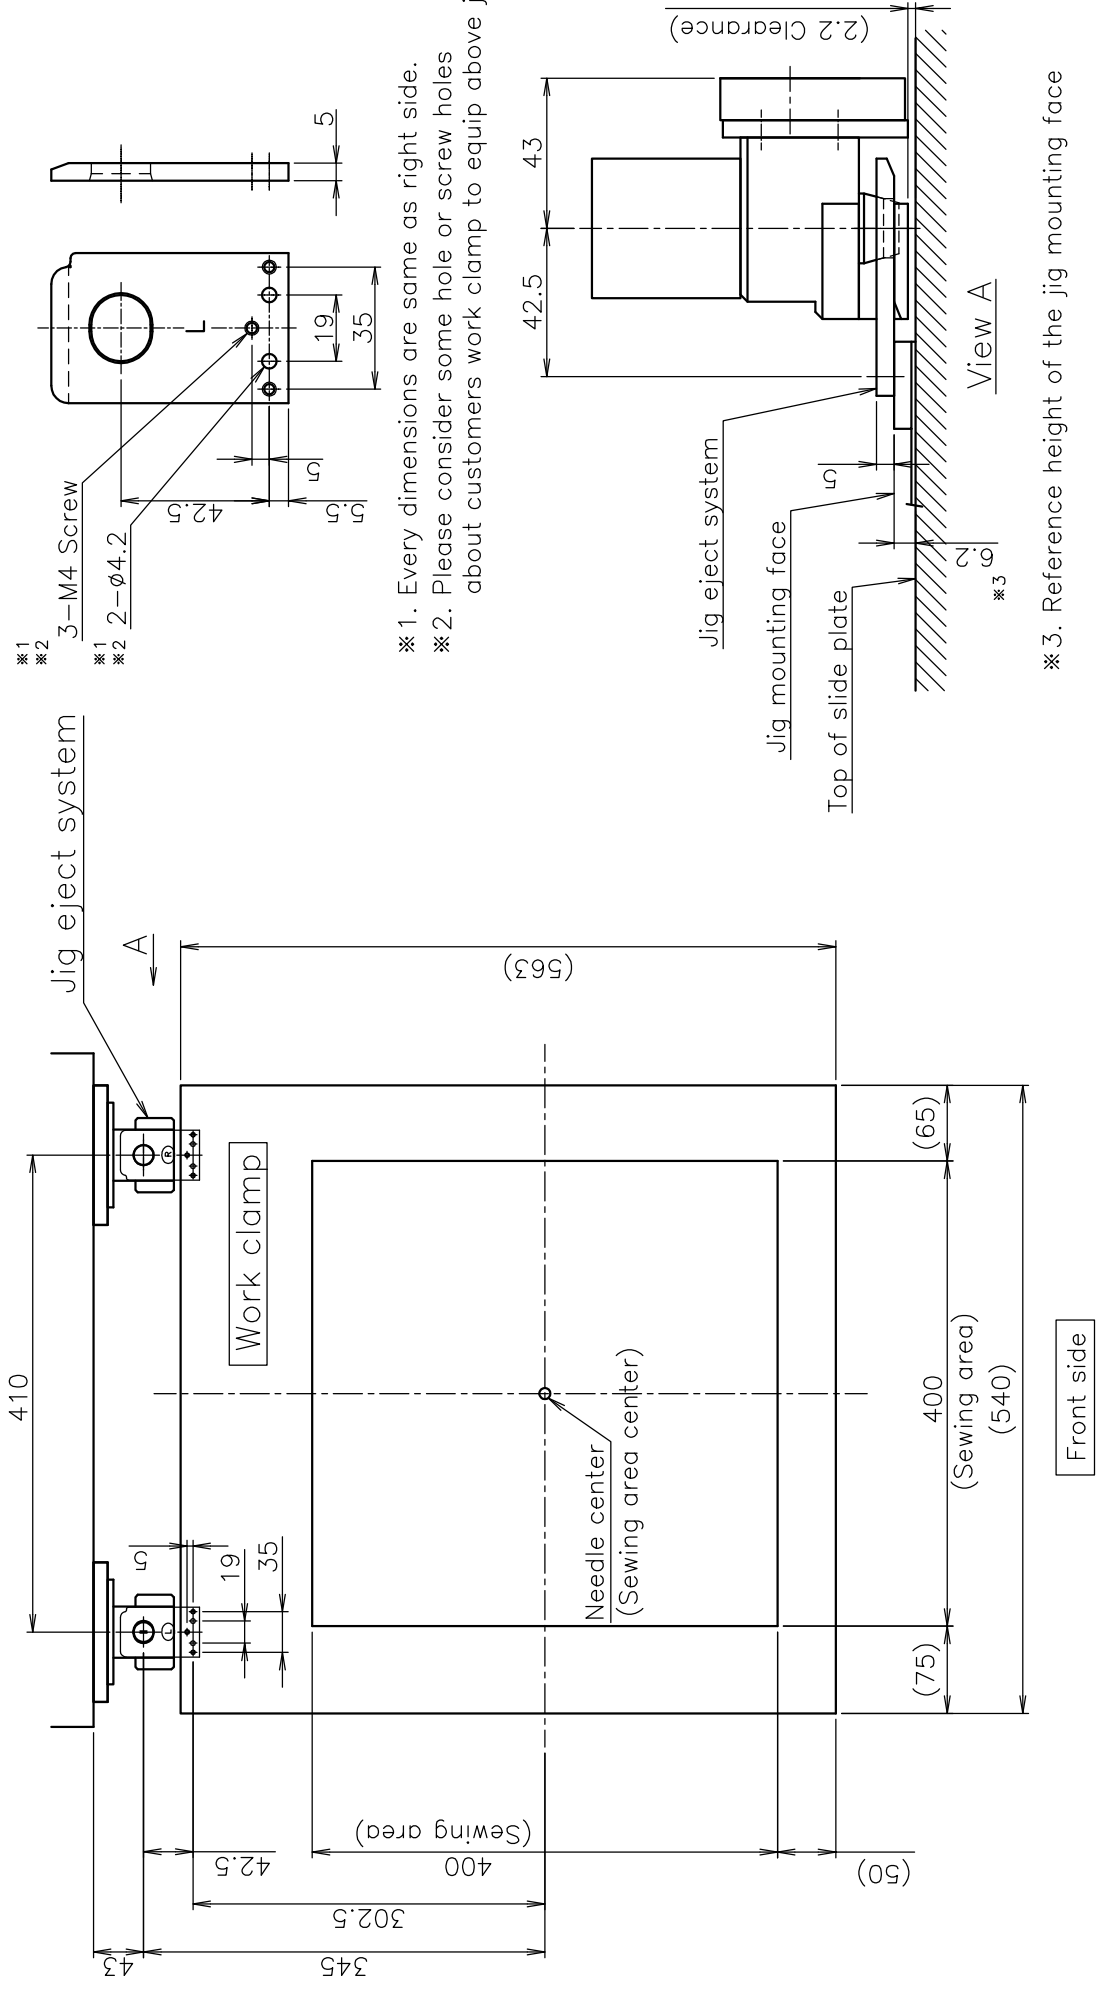 Jig eject system
A
410
R
L
Work clamp
5
19
35
(563)
Needle center
(Sewing area center)
(65)
400
(Sewing area)
(75)
(540)
43
345
302.5
42.5
400
(Sewing area)
(50)
Front side
L
19
35
5
42.5
5
5.5
※1
※2
3-M4 Screw
※1
※2
2-ø4.2
※1. Every dimensions are same as right side.
※2. Please consider some hole or screw holes
about customers work clamp to equip above
43
42.5
(2.2 Clearance)
Jig eject system
Jig mounting face
Top of slide plate
5
6.2
※3
View A
※3. Reference height of the jig mounting face